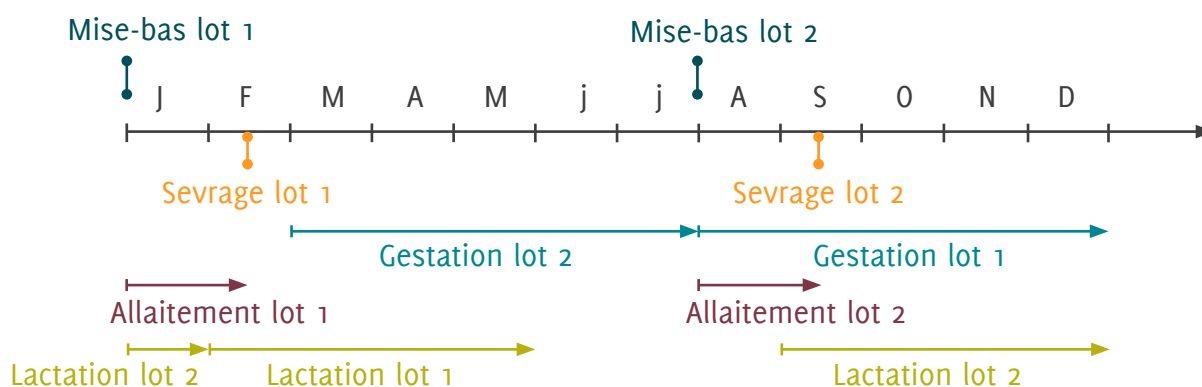 Mise-bas lot 1
Mise-bas lot 2
J F M A M j j A S O N D
Sevrage lot 1
Sevrage lot 2
Gestation lot 2
Gestation lot 1
Allaitement lot 1
Allaitement lot 2
Lactation lot 2
Lactation lot 1
Lactation lot 2